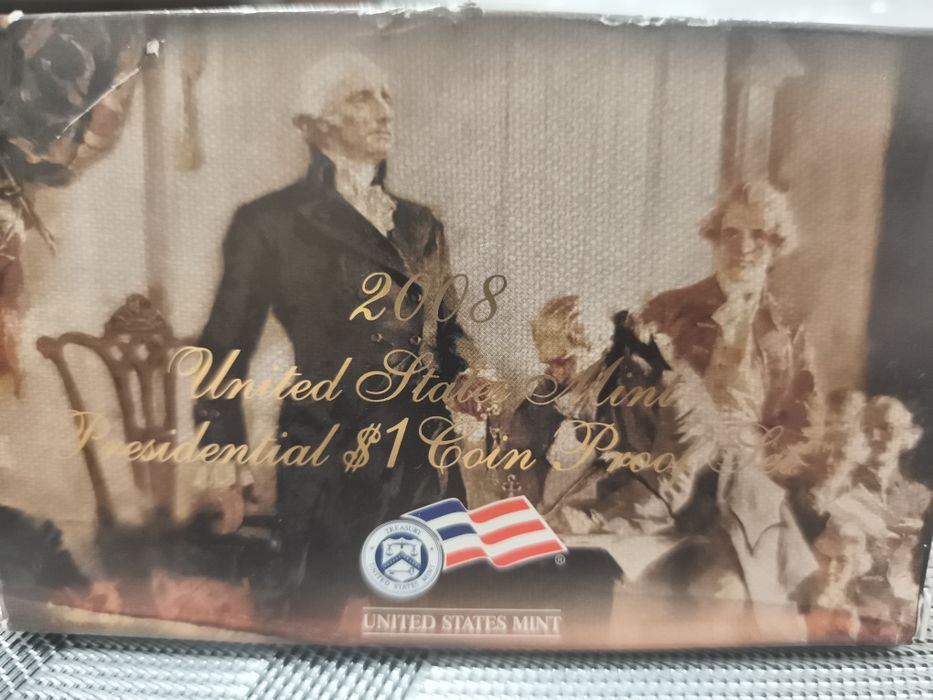 2008
United States Mint
Presidential $1 Coin Proof Set
TREASURY
UNITED STATES MINT
®
UNITED STATES MINT